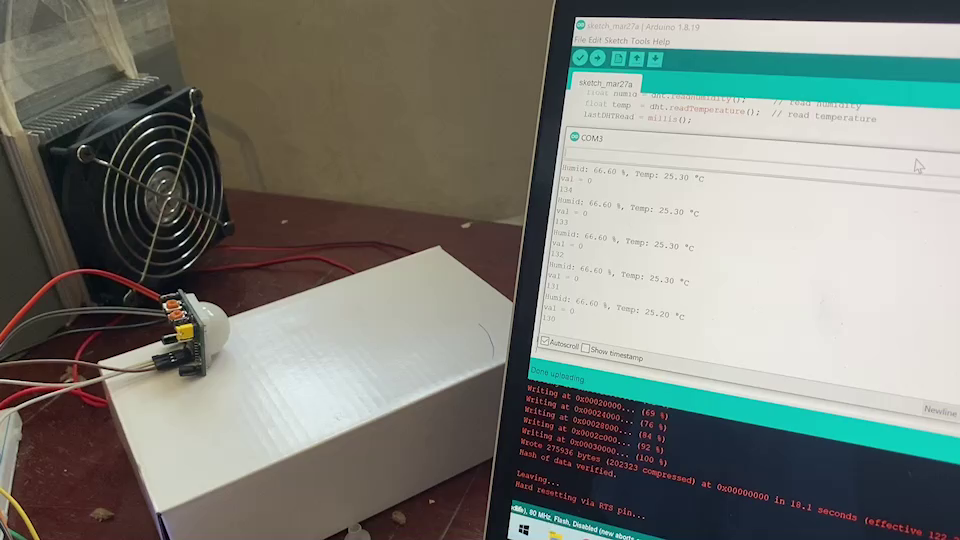 sketch_mar27a | Arduino 1.8.19
File Edit Sketch Tools Help
sketch_mar27a
float humid = dht.readHumidity(); // read humidity
float temp = dht.readTemperature(); // read temperature
lastDHTRead = millis();
COM3
Humid: 66.60 %, Temp: 25.30 °C
val = 0
134
Humid: 66.60 %, Temp: 25.30 °C
val = 0
133
Humid: 66.60 %, Temp: 25.30 °C
val = 0
132
Humid: 66.60 %, Temp: 25.30 °C
val = 0
131
Humid: 66.60 %, Temp: 25.20 °C
val = 0
130
Autoscroll Show timestamp
Newline
Done uploading
Writing at 0x00020000... (69 %)
Writing at 0x00024000... (76 %)
Writing at 0x00028000... (84 %)
Writing at 0x0002c000... (92 %)
Writing at 0x00030000... (100 %)
Wrote 275936 bytes (202323 compressed) at 0x00000000 in 18.1 seconds (effective 122.
Hash of data verified.
Leaving...
Hard resetting via RTS pin...
80 MHz, Flash, Disabled (new aborts